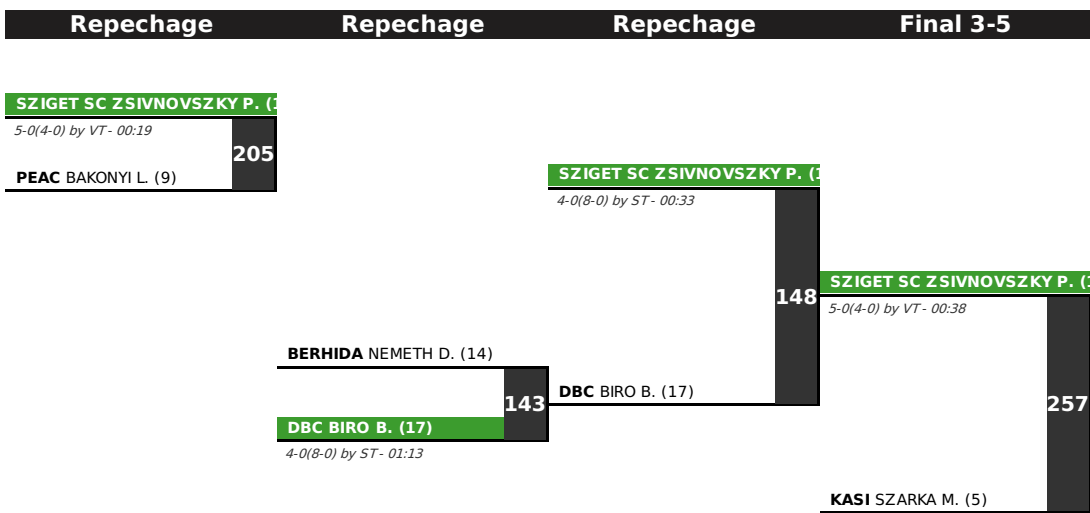 Repechage Repechage Repechage Final 3-5
SZIGET SC ZSIVNOVSZKY P. (
5-0(4-0) by VT - 00:19
205
PEAC BAKONYI L. (9)
SZIGET SC ZSIVNOVSZKY P. (
4-0(8-0) by ST - 00:33
148
SZIGET SC ZSIVNOVSZKY P. (
5-0(4-0) by VT - 00:38
BERHIDA NEMETH D. (14)
143
DBC BIRO B. (17)
257
DBC BIRO B. (17)
4-0(8-0) by ST - 01:13
KASI SZARKA M. (5)